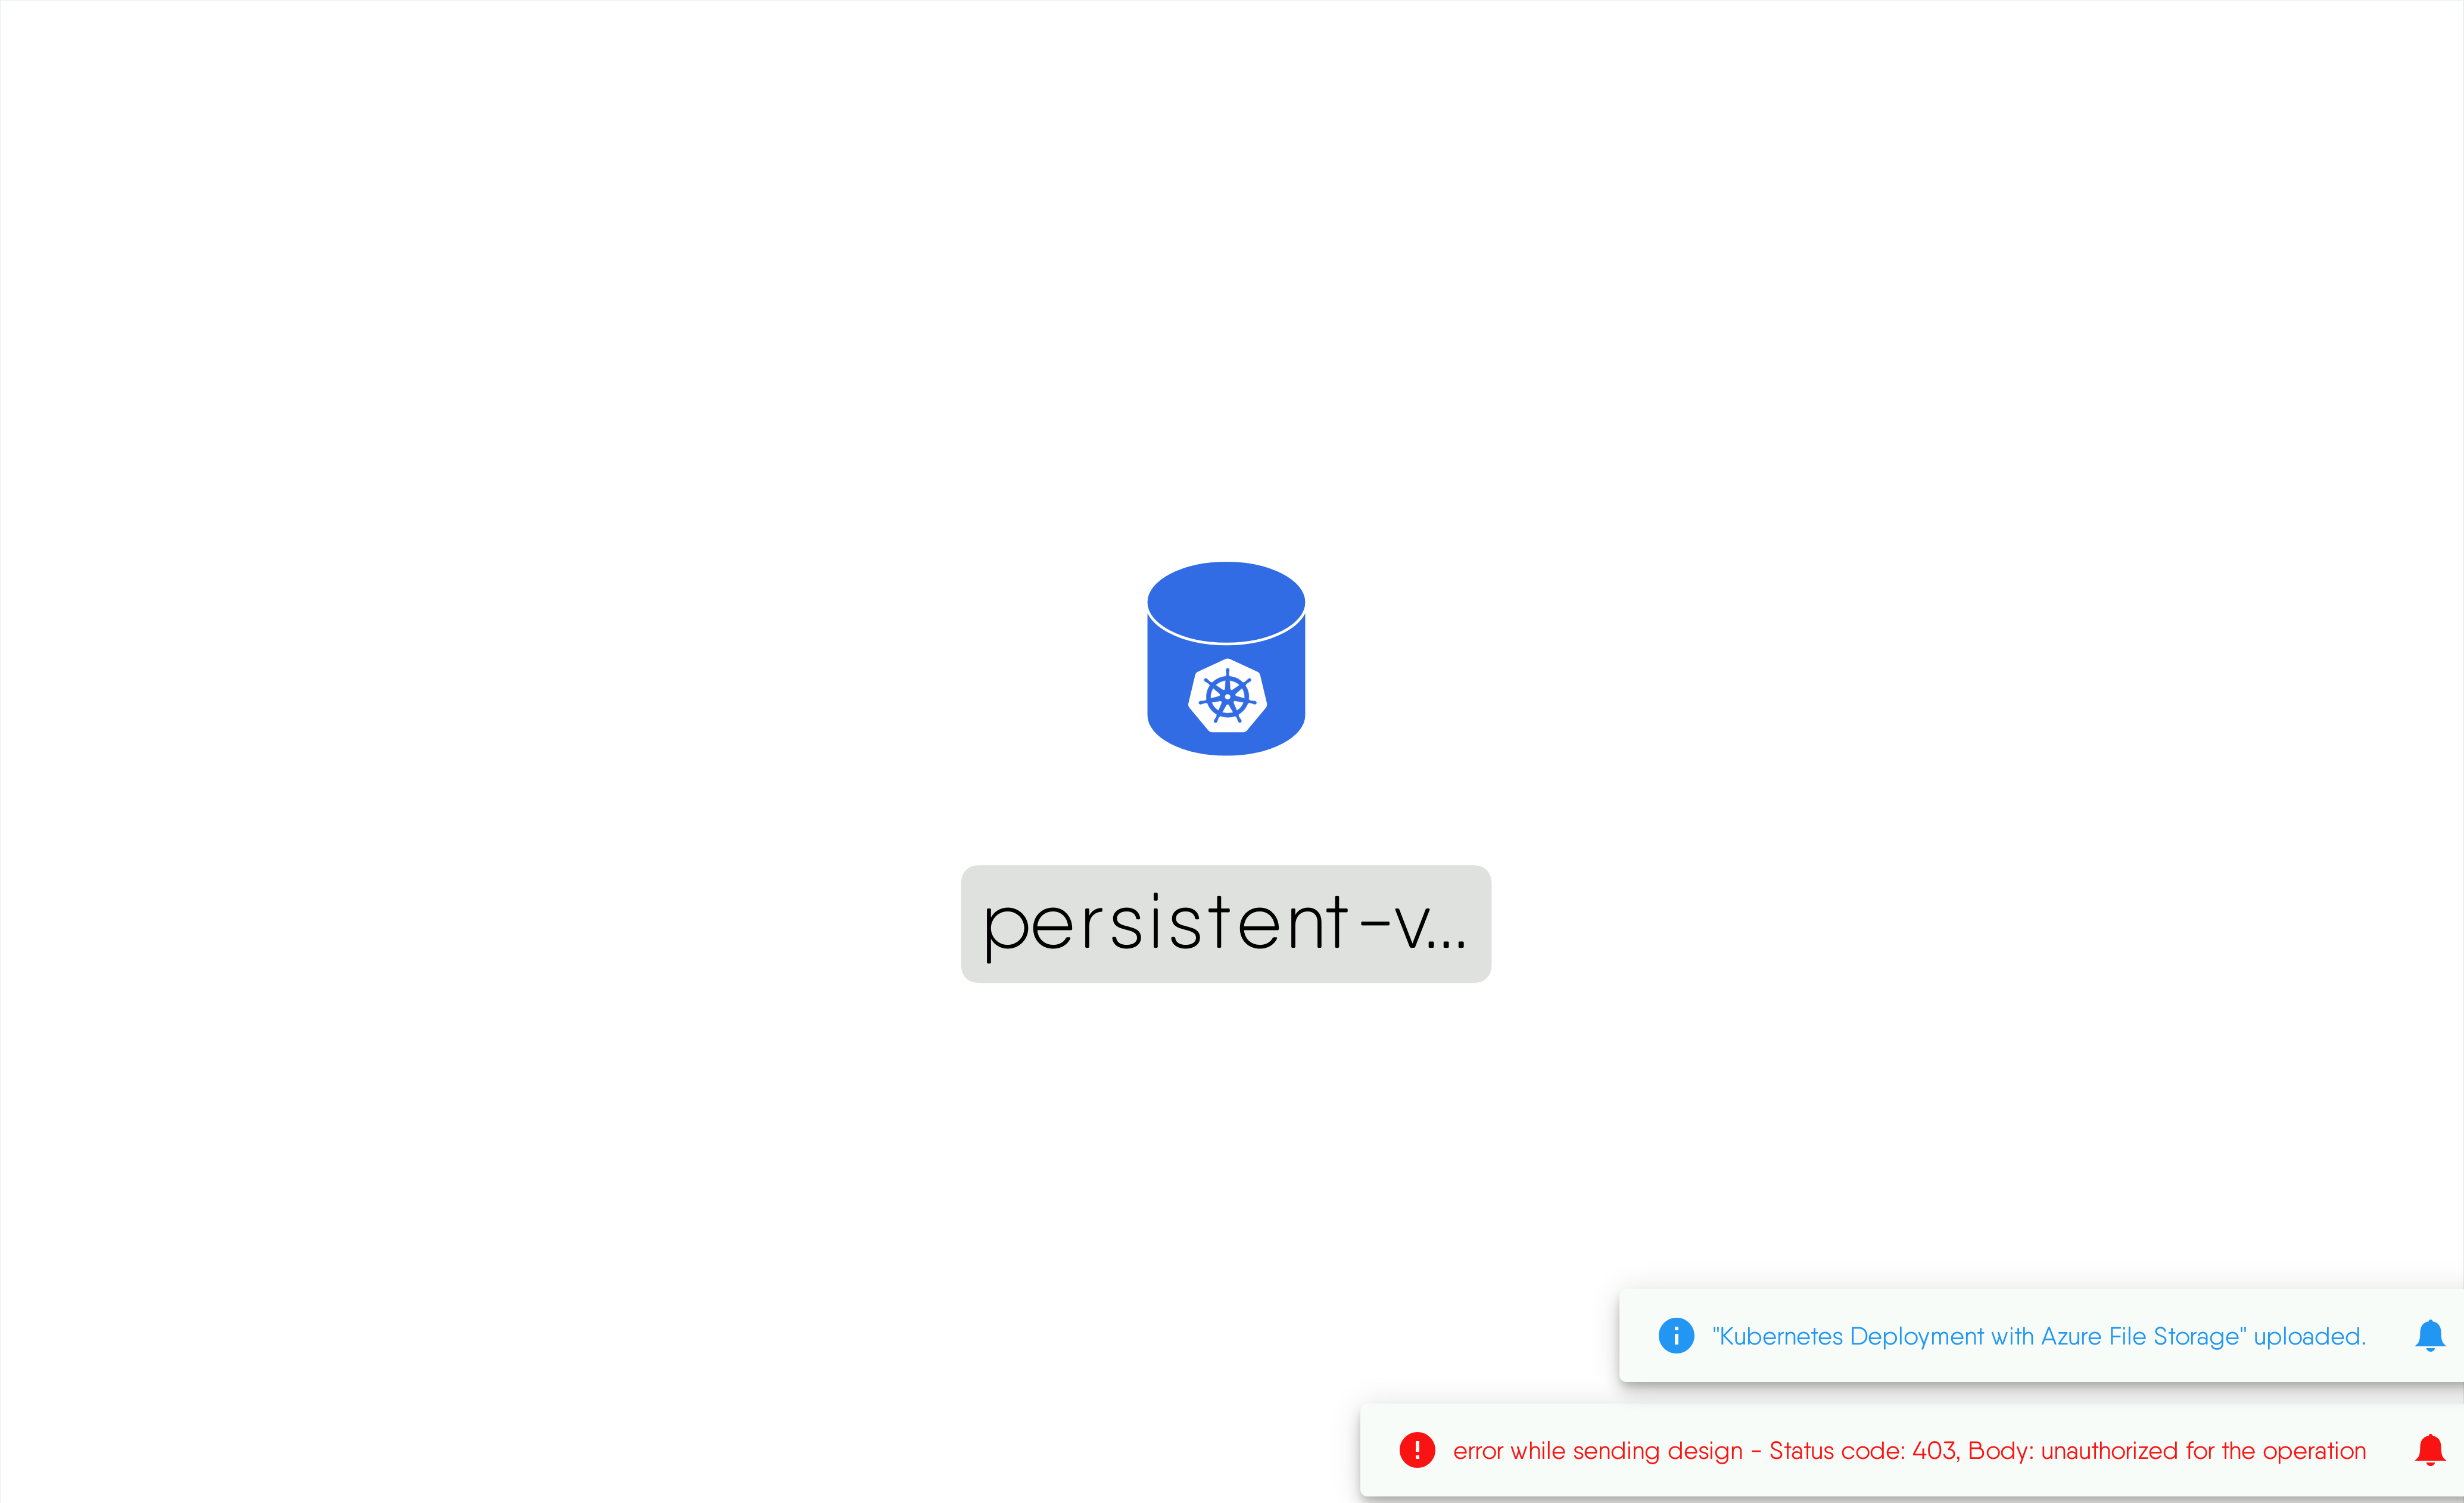 persistent-v...
"Kubernetes Deployment with Azure File Storage" uploaded.
error while sending design - Status code: 403, Body: unauthorized for the operation